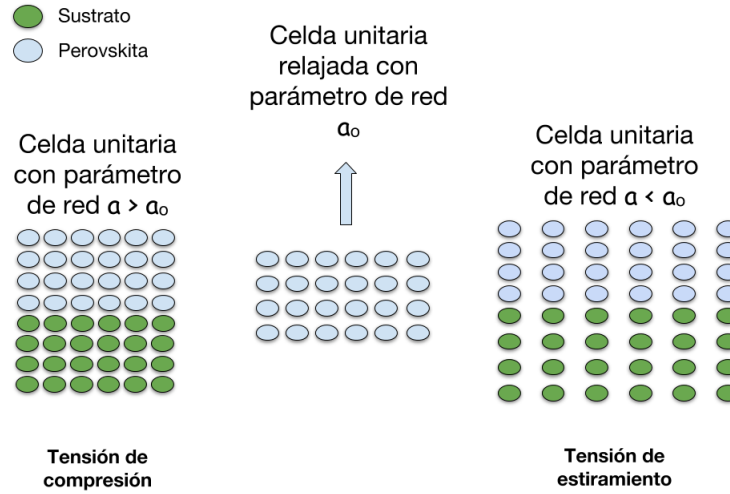 Sustrato
Perovskita
Celda unitaria
relajada con
parámetro de red
ao
Celda unitaria
con parámetro
de red a > ao
Celda unitaria
con parámetro
de red a < ao
Tensión de
compresión
Tensión de
estiramiento